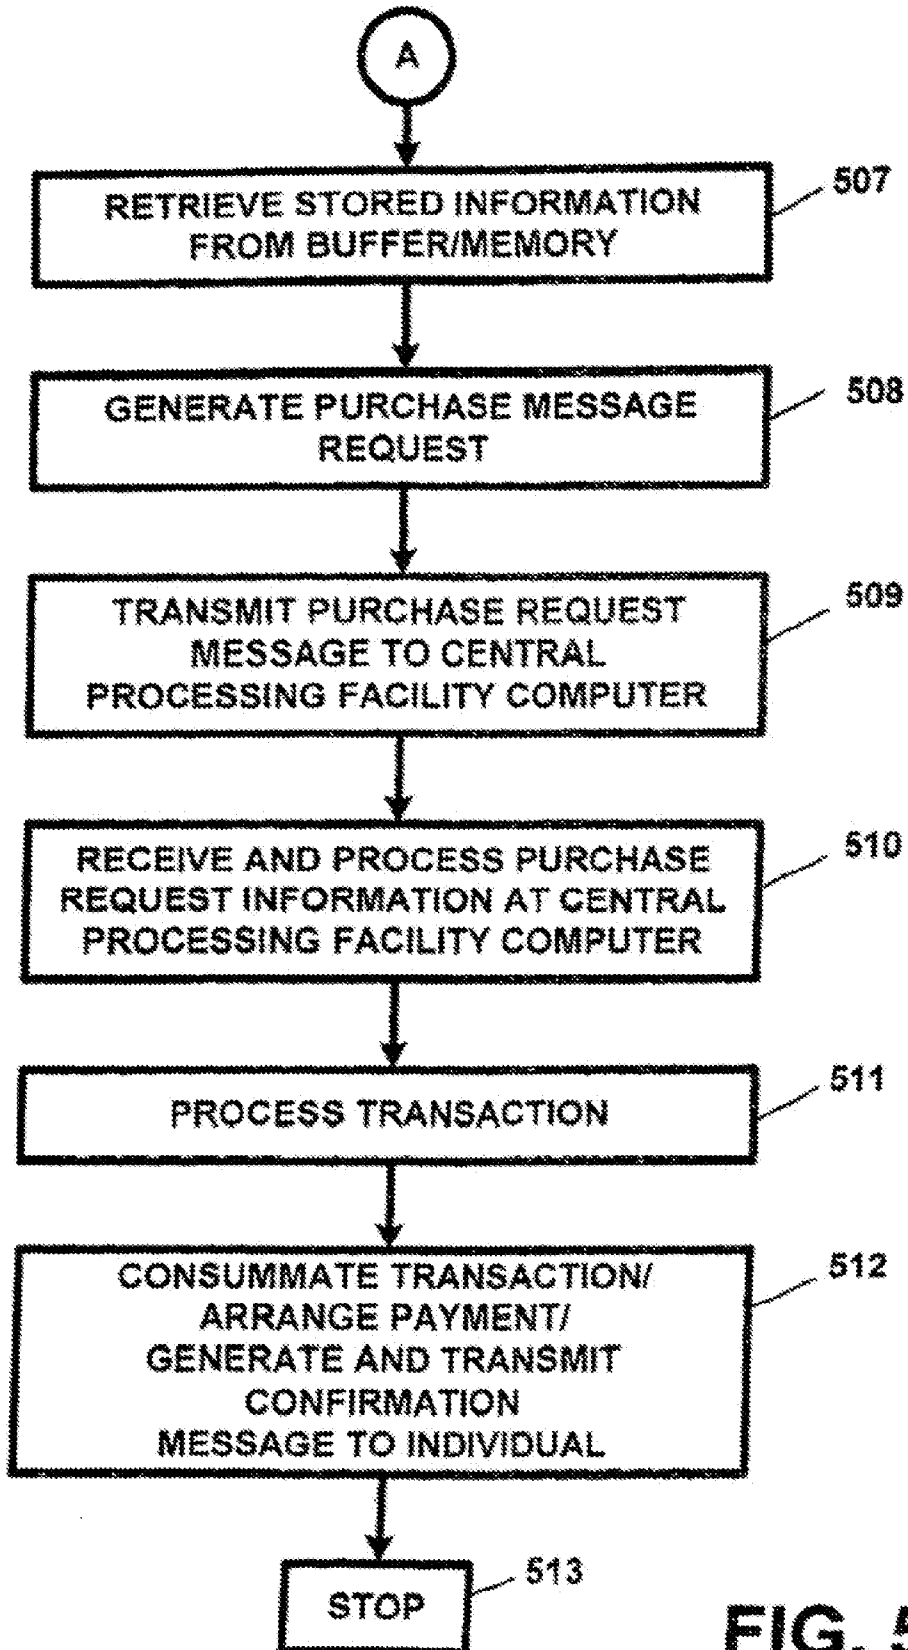 A
RETRIEVE STORED INFORMATION
FROM BUFFER/MEMORY
507
GENERATE PURCHASE MESSAGE
REQUEST
508
TRANSMIT PURCHASE REQUEST
MESSAGE TO CENTRAL
PROCESSING FACILITY COMPUTER
509
RECEIVE AND PROCESS PURCHASE
REQUEST INFORMATION AT CENTRAL
PROCESSING FACILITY COMPUTER
510
PROCESS TRANSACTION
511
CONSUMMATE TRANSACTION/
ARRANGE PAYMENT/
GENERATE AND TRANSMIT
CONFIRMATION
MESSAGE TO INDIVIDUAL
512
STOP
513
FIG.